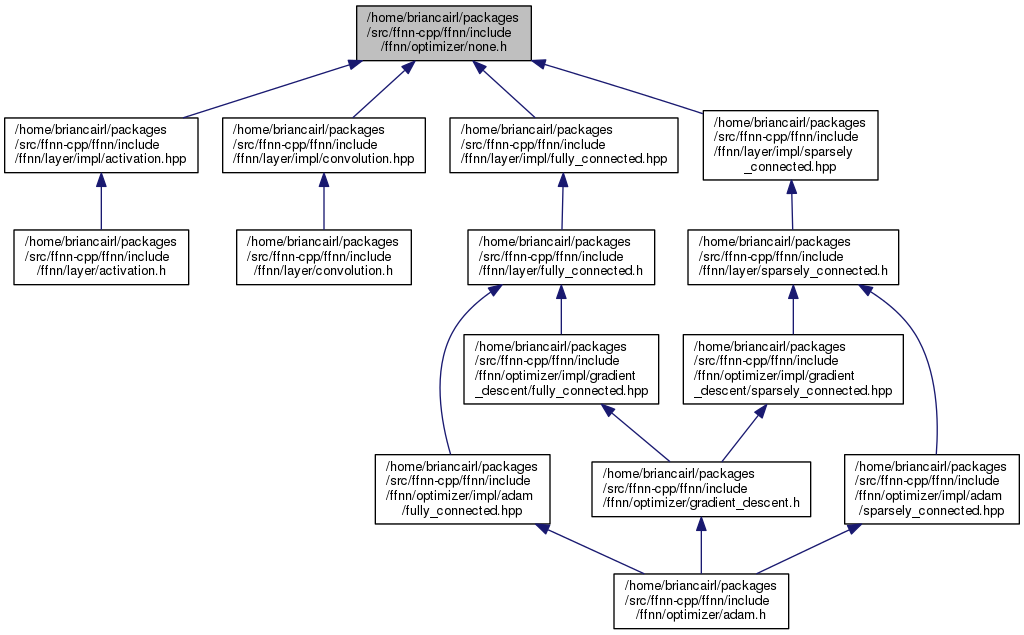 /home/briancairl/packages
/src/ffnn-cpp/ffnn/include
/ffnn/optimizer/none.h
/home/briancairl/packages
/src/ffnn-cpp/ffnn/include
/ffnn/layer/impl/activation.hpp
/home/briancairl/packages
/src/ffnn-cpp/ffnn/include
/ffnn/layer/impl/convolution.hpp
/home/briancairl/packages
/src/ffnn-cpp/ffnn/include
/ffnn/layer/impl/fully_connected.hpp
/home/briancairl/packages
/src/ffnn-cpp/ffnn/include
/ffnn/layer/impl/sparsely
_connected.hpp
/home/briancairl/packages
/src/ffnn-cpp/ffnn/include
/ffnn/layer/activation.h
/home/briancairl/packages
/src/ffnn-cpp/ffnn/include
/ffnn/layer/convolution.h
/home/briancairl/packages
/src/ffnn-cpp/ffnn/include
/ffnn/layer/fully_connected.h
/home/briancairl/packages
/src/ffnn-cpp/ffnn/include
/ffnn/layer/sparsely_connected.h
/home/briancairl/packages
/src/ffnn-cpp/ffnn/include
/ffnn/optimizer/impl/gradient
_descent/fully_connected.hpp
/home/briancairl/packages
/src/ffnn-cpp/ffnn/include
/ffnn/optimizer/impl/gradient
_descent/sparsely_connected.hpp
/home/briancairl/packages
/src/ffnn-cpp/ffnn/include
/ffnn/optimizer/impl/adam
/fully_connected.hpp
/home/briancairl/packages
/src/ffnn-cpp/ffnn/include
/ffnn/optimizer/gradient_descent.h
/home/briancairl/packages
/src/ffnn-cpp/ffnn/include
/ffnn/optimizer/impl/adam
/sparsely_connected.hpp
/home/briancairl/packages
/src/ffnn-cpp/ffnn/include
/ffnn/optimizer/adam.h